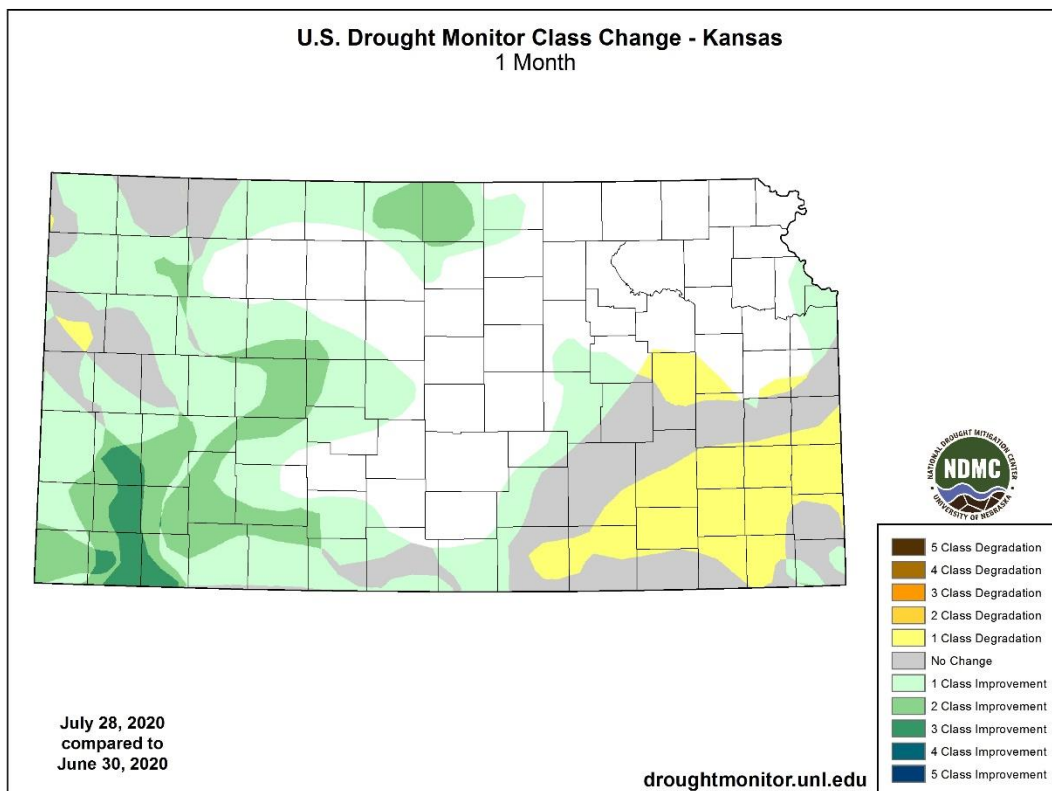 U.S. Drought Monitor Class Change - Kansas
1 Month
NATIONAL DROUGHT MITIGATION CENTER
NDMC
UNIVERSITY OF NEBRASKA
5 Class Degradation
4 Class Degradation
3 Class Degradation
2 Class Degradation
1 Class Degradation
No Change
1 Class Improvement
2 Class Improvement
3 Class Improvement
4 Class Improvement
5 Class Improvement
July 28, 2020
compared to
June 30, 2020
droughtmonitor.unl.edu